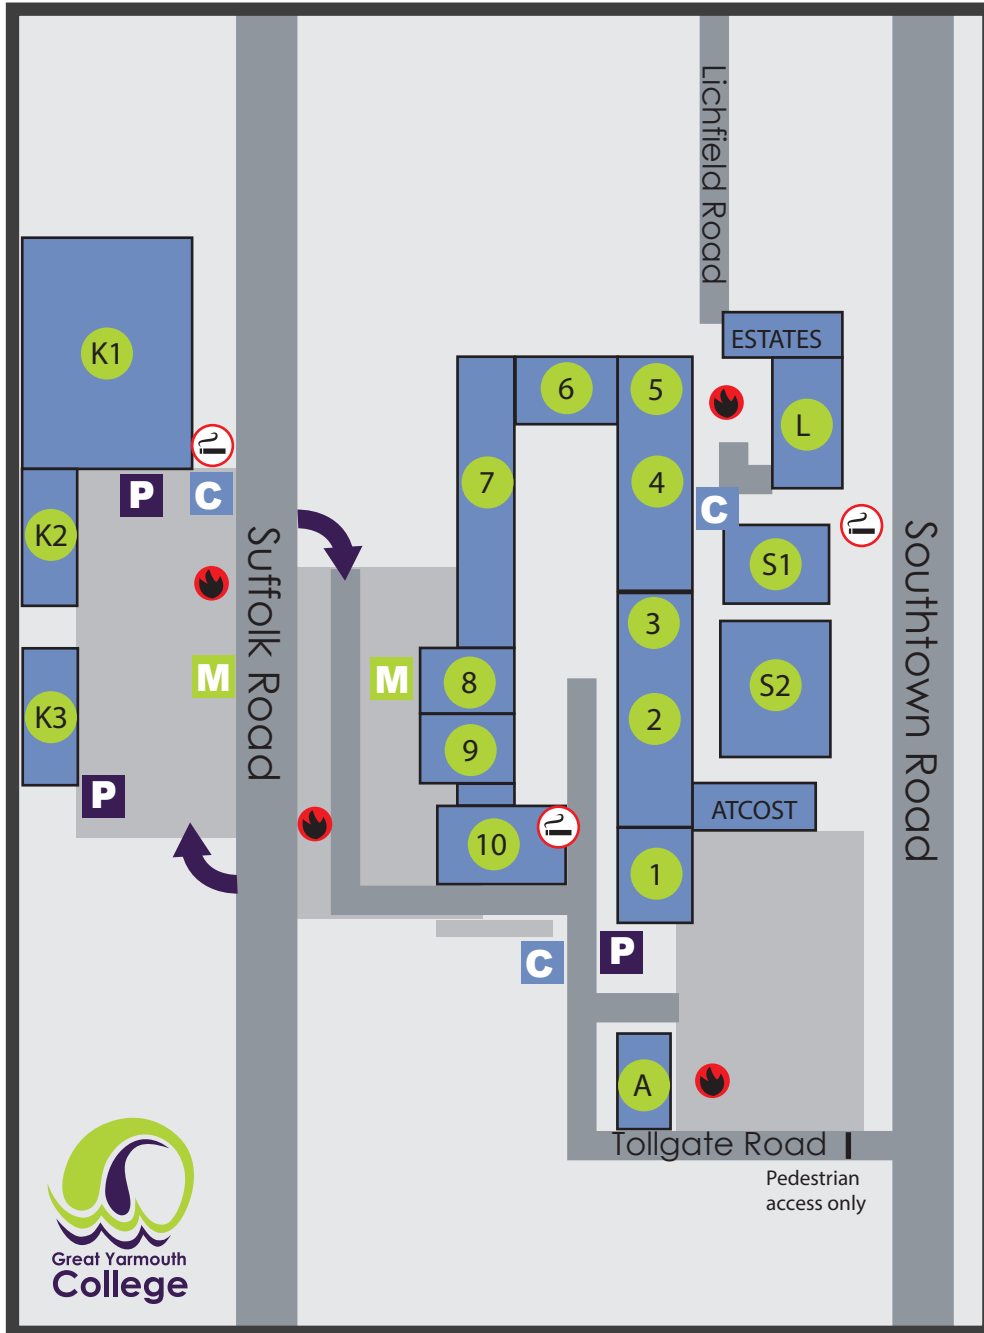 Lichfield Road
ESTATES
K1
6
5
L
P
C
7
4
C
K2
S1
Suffolk Road
Southtown Road
3
M
M
8
S2
K3
2
9
P
ATCOST
10
1
C
P
A
Tollgate Road
Pedestrian
access only
Great Yarmouth
College